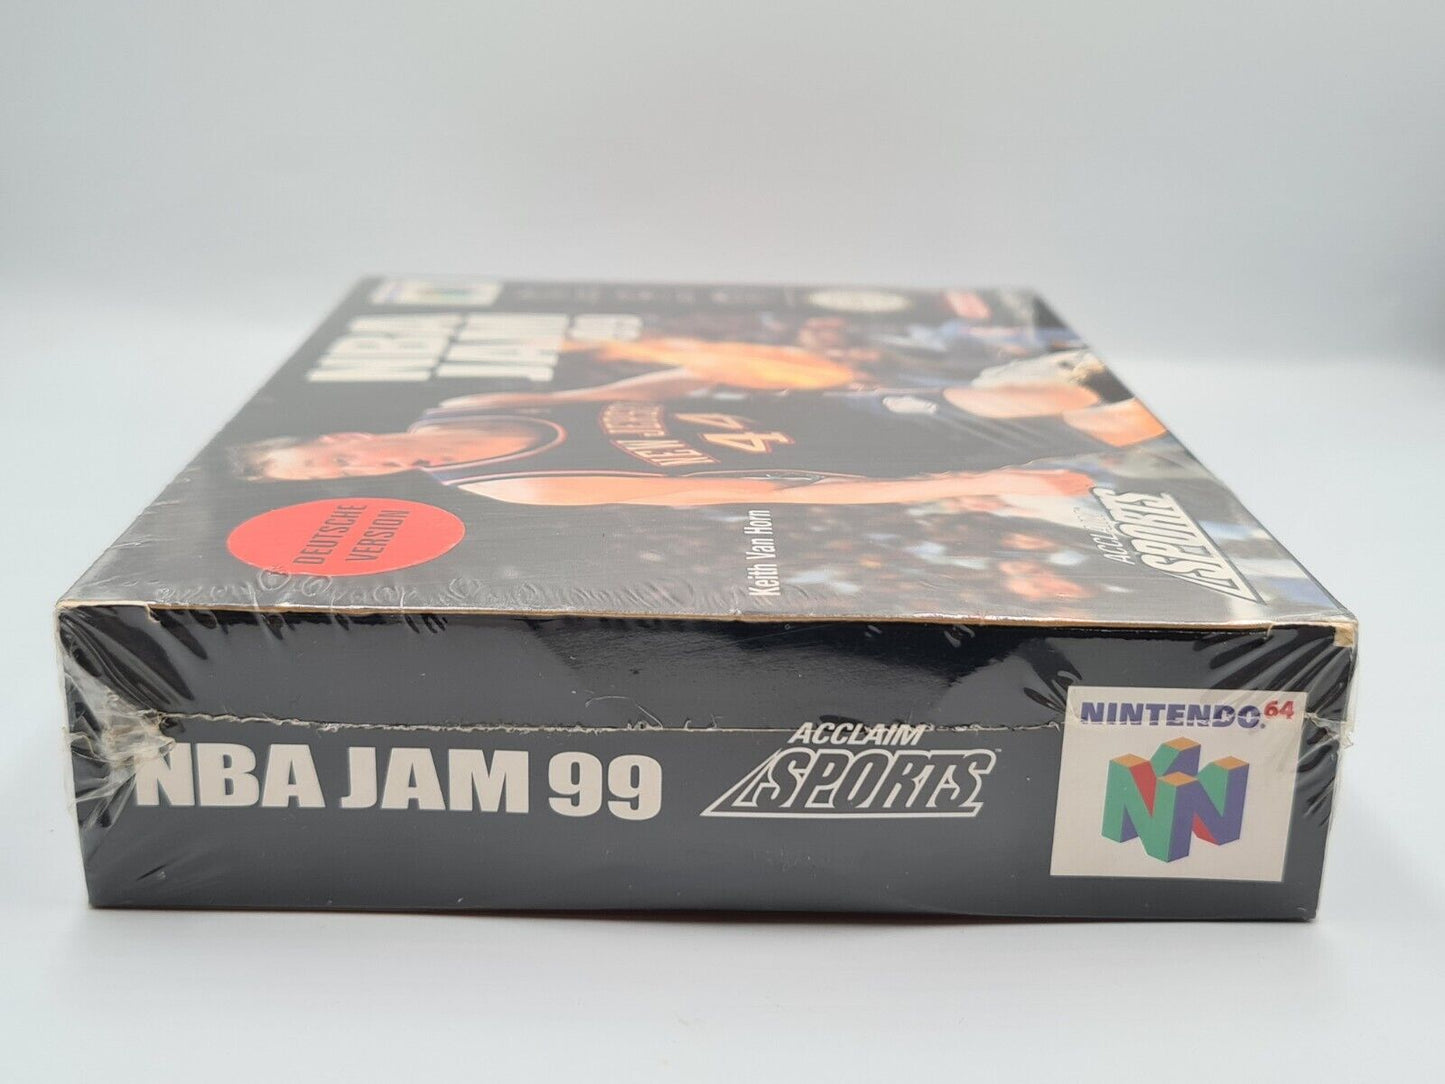 NBA
JAM
99
NEW JERSEY
44
DEUTSCHE
VERSION
Keith Van Horn
ACCLAIM
SPORTS
NBA JAM 99
ACCLAIM
SPORTS
NINTENDO 64